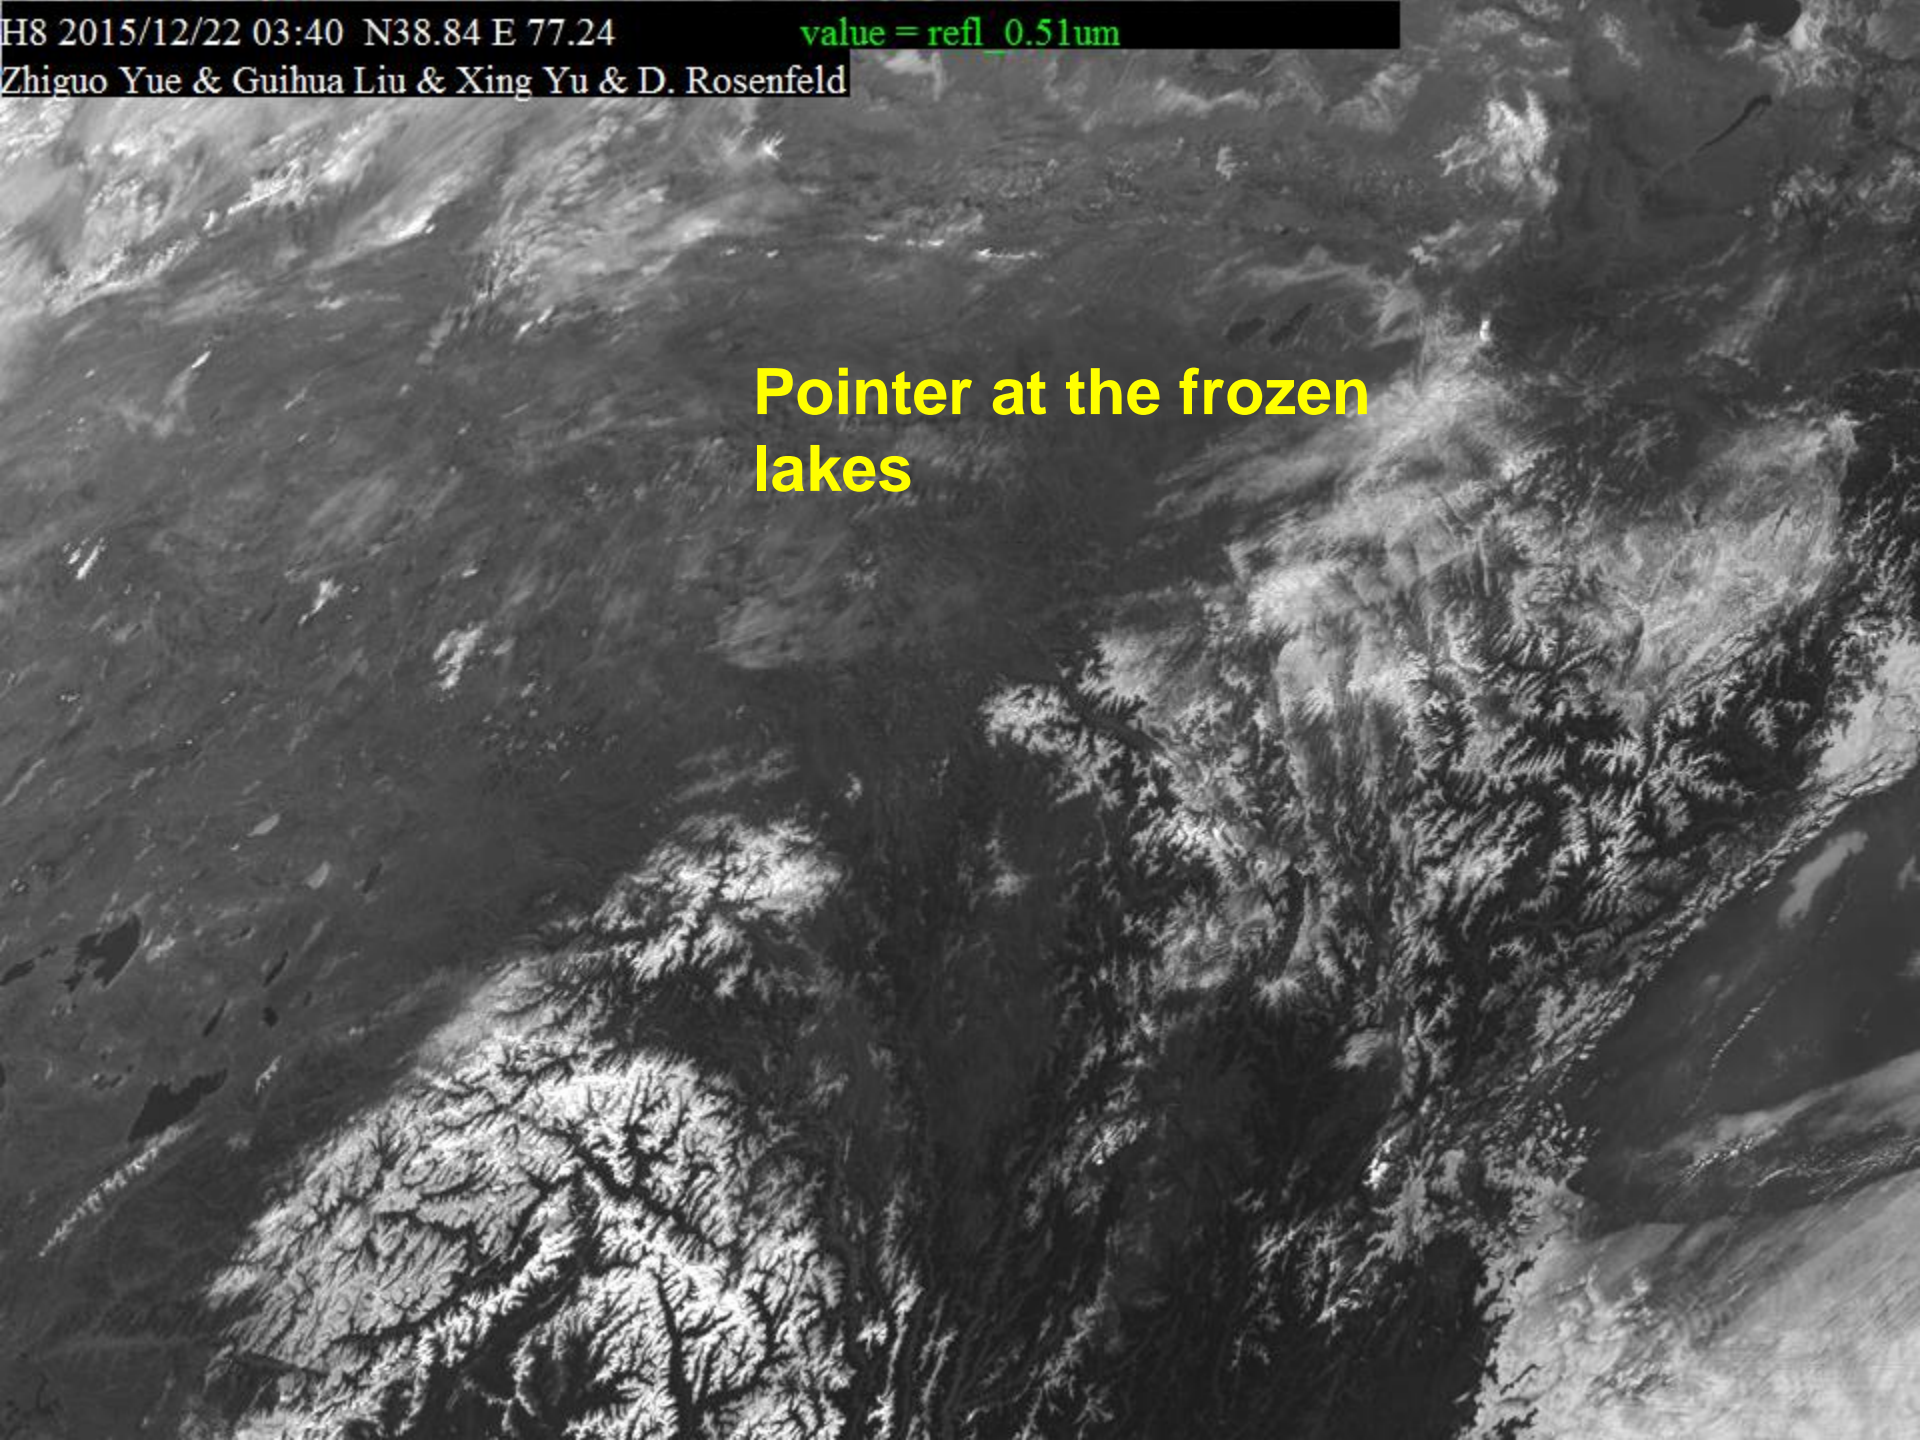 H8 2015/12/22 03:40 N38.84 E 77.24 value = refl_0.51um
Zhiguo Yue & Guihua Liu & Xing Yu & D. Rosenfeld
Pointer at the frozen
lakes